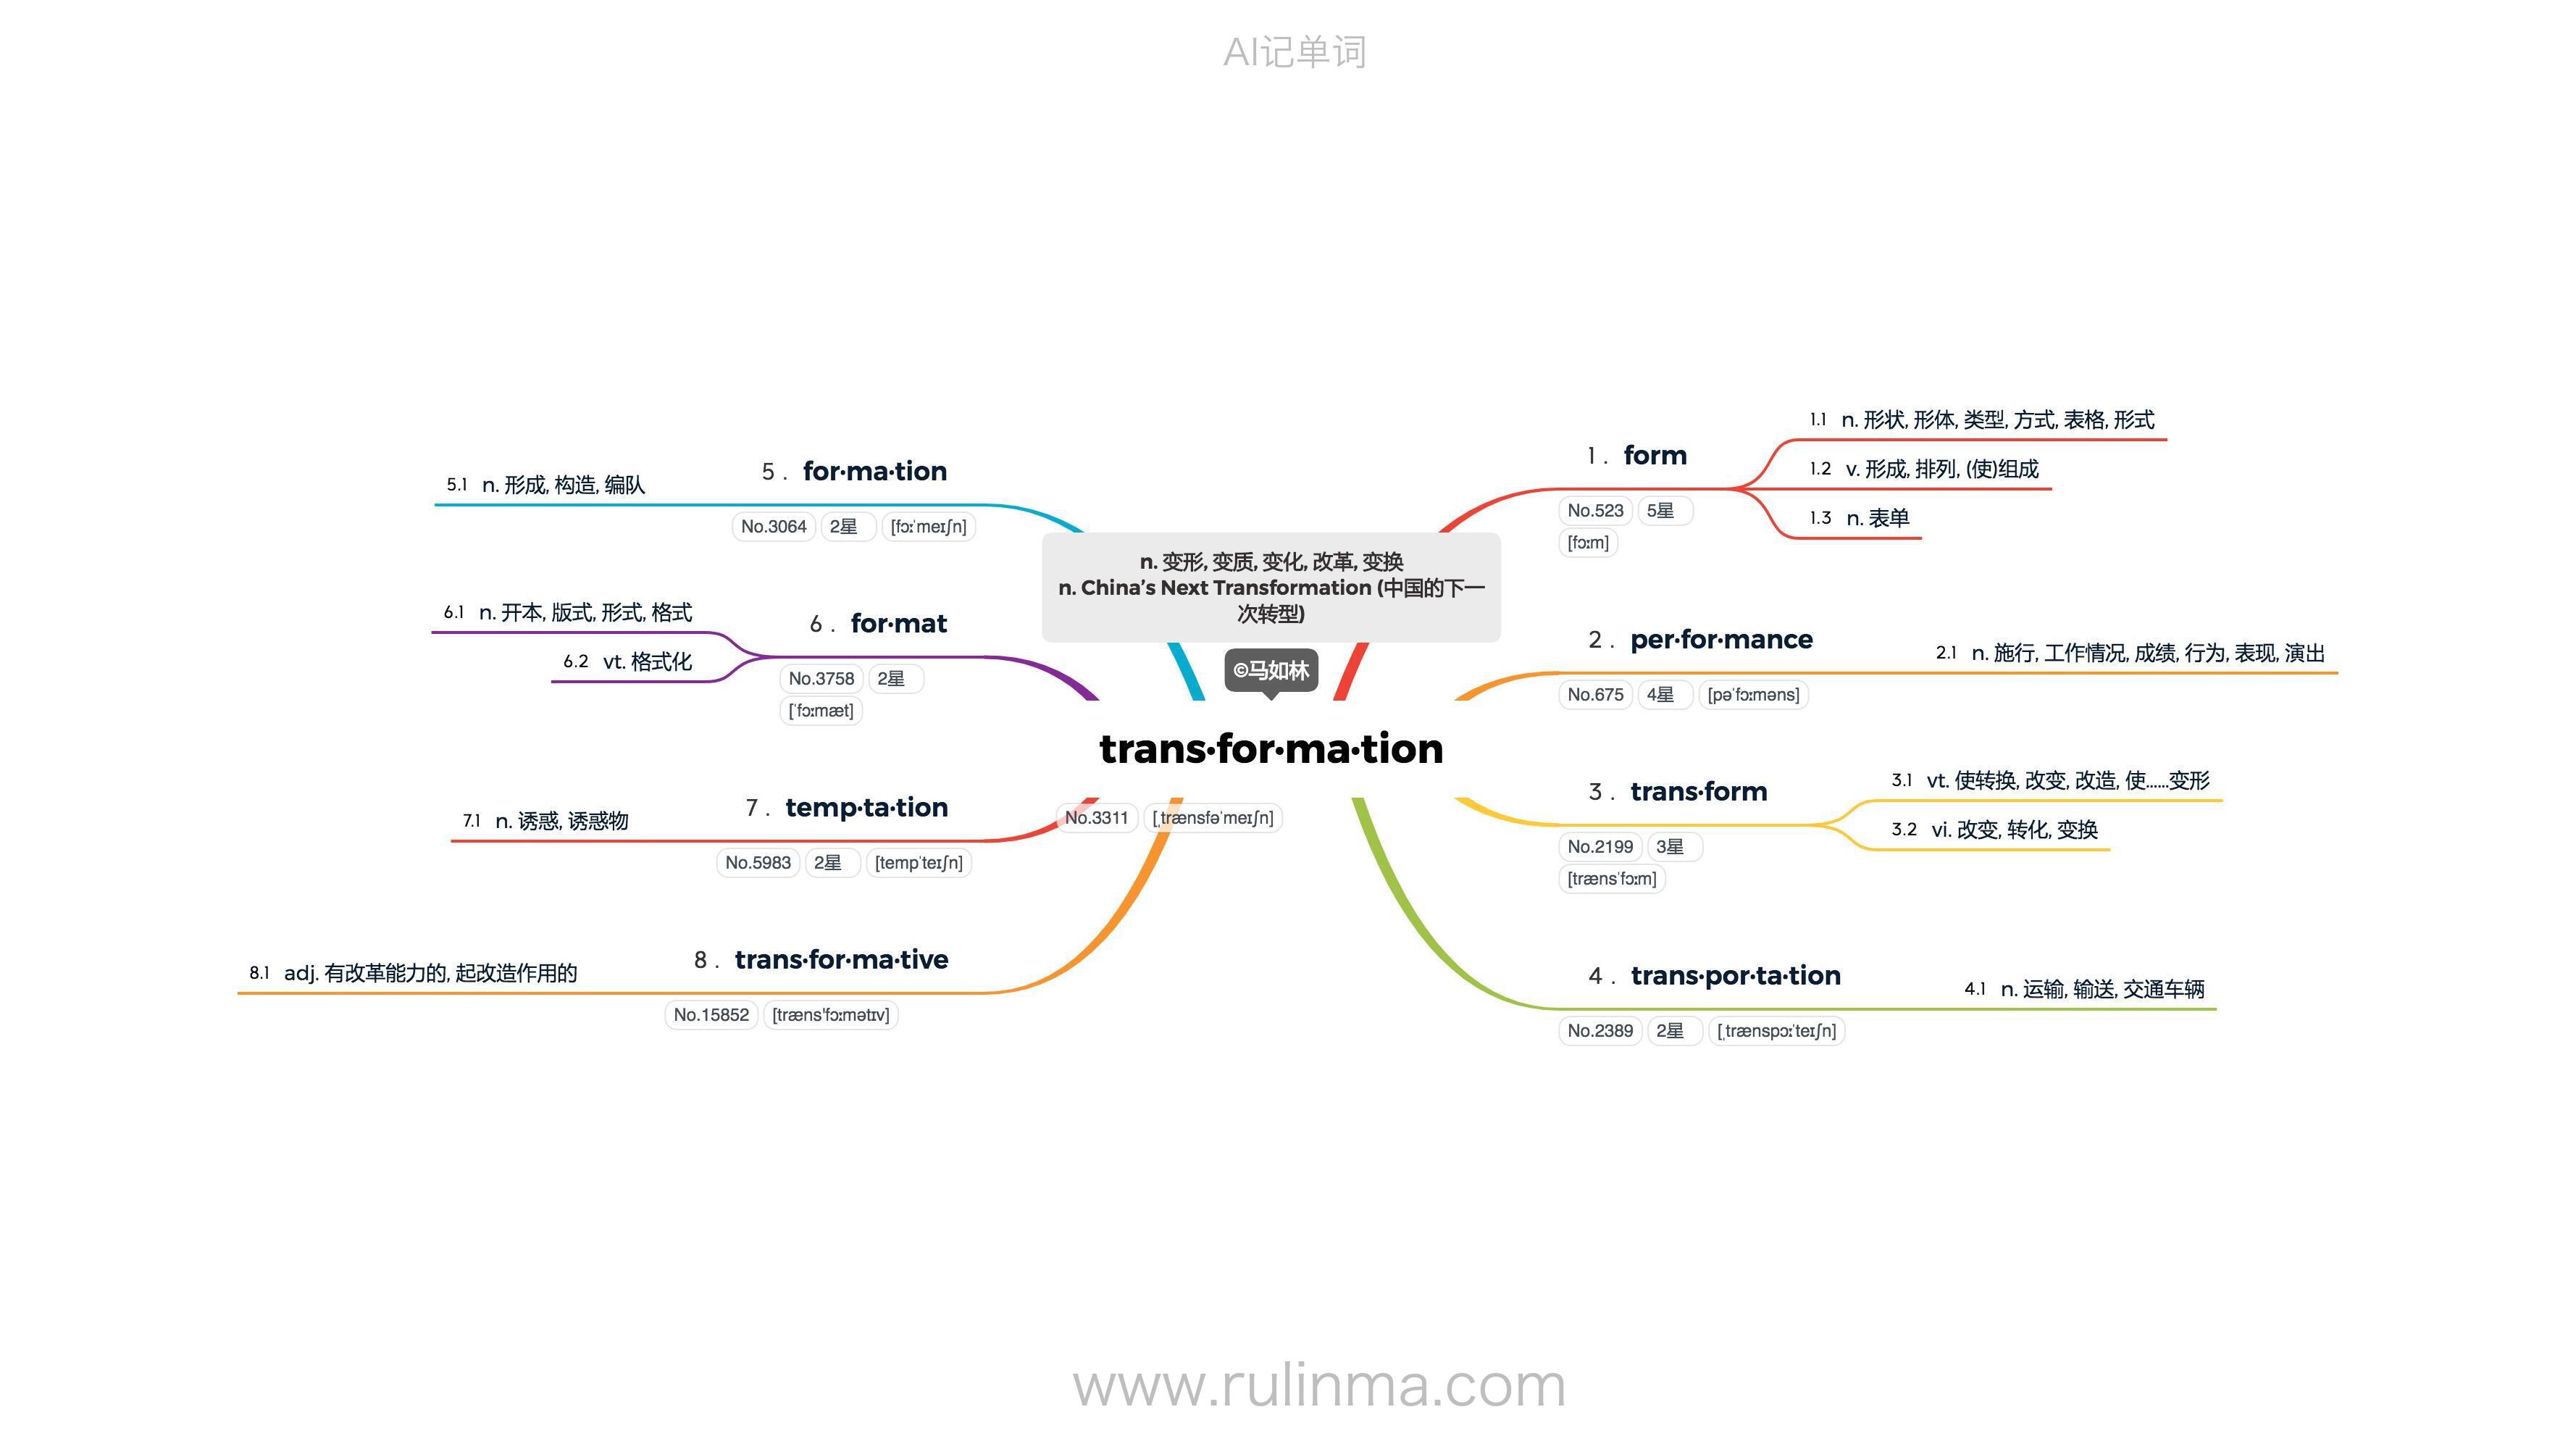 AI记单词
n. 变形, 变质, 变化, 改革, 变换
n. China’s Next Transformation (中国的下一
次转型)
©马如林
trans·for·ma·tion
No.3311 [ˌtrænsfəˈmeɪʃn]
1. form
No.523 5星
[fɔːm]
1.1 n. 形状, 形体, 类型, 方式, 表格, 形式
1.2 v. 形成, 排列, (使)组成
1.3 n. 表单
2. per·for·mance
No.675 4星 [pəˈfɔːməns]
2.1 n. 施行, 工作情况, 成绩, 行为, 表现, 演出
3. trans·form
No.2199 3星
[trænsˈfɔːm]
3.1 vt. 使转换, 改变, 改造, 使……变形
3.2 vi. 改变, 转化, 变换
4. trans·por·ta·tion
No.2389 2星 [ˌtrænspɔːˈteɪʃn]
4.1 n. 运输, 输送, 交通车辆
5. for·ma·tion
No.3064 2星 [fɔːˈmeɪʃn]
5.1 n. 形成, 构造, 编队
6. for·mat
No.3758 2星
[ˈfɔːmæt]
6.1 n. 开本, 版式, 形式, 格式
6.2 vt. 格式化
7. temp·ta·tion
No.5983 2星 [tempˈteɪʃn]
7.1 n. 诱惑, 诱惑物
8. trans·for·ma·tive
No.15852 [træns'fɔːmətɪv]
8.1 adj. 有改革能力的, 起改造作用的
www.rulinma.com